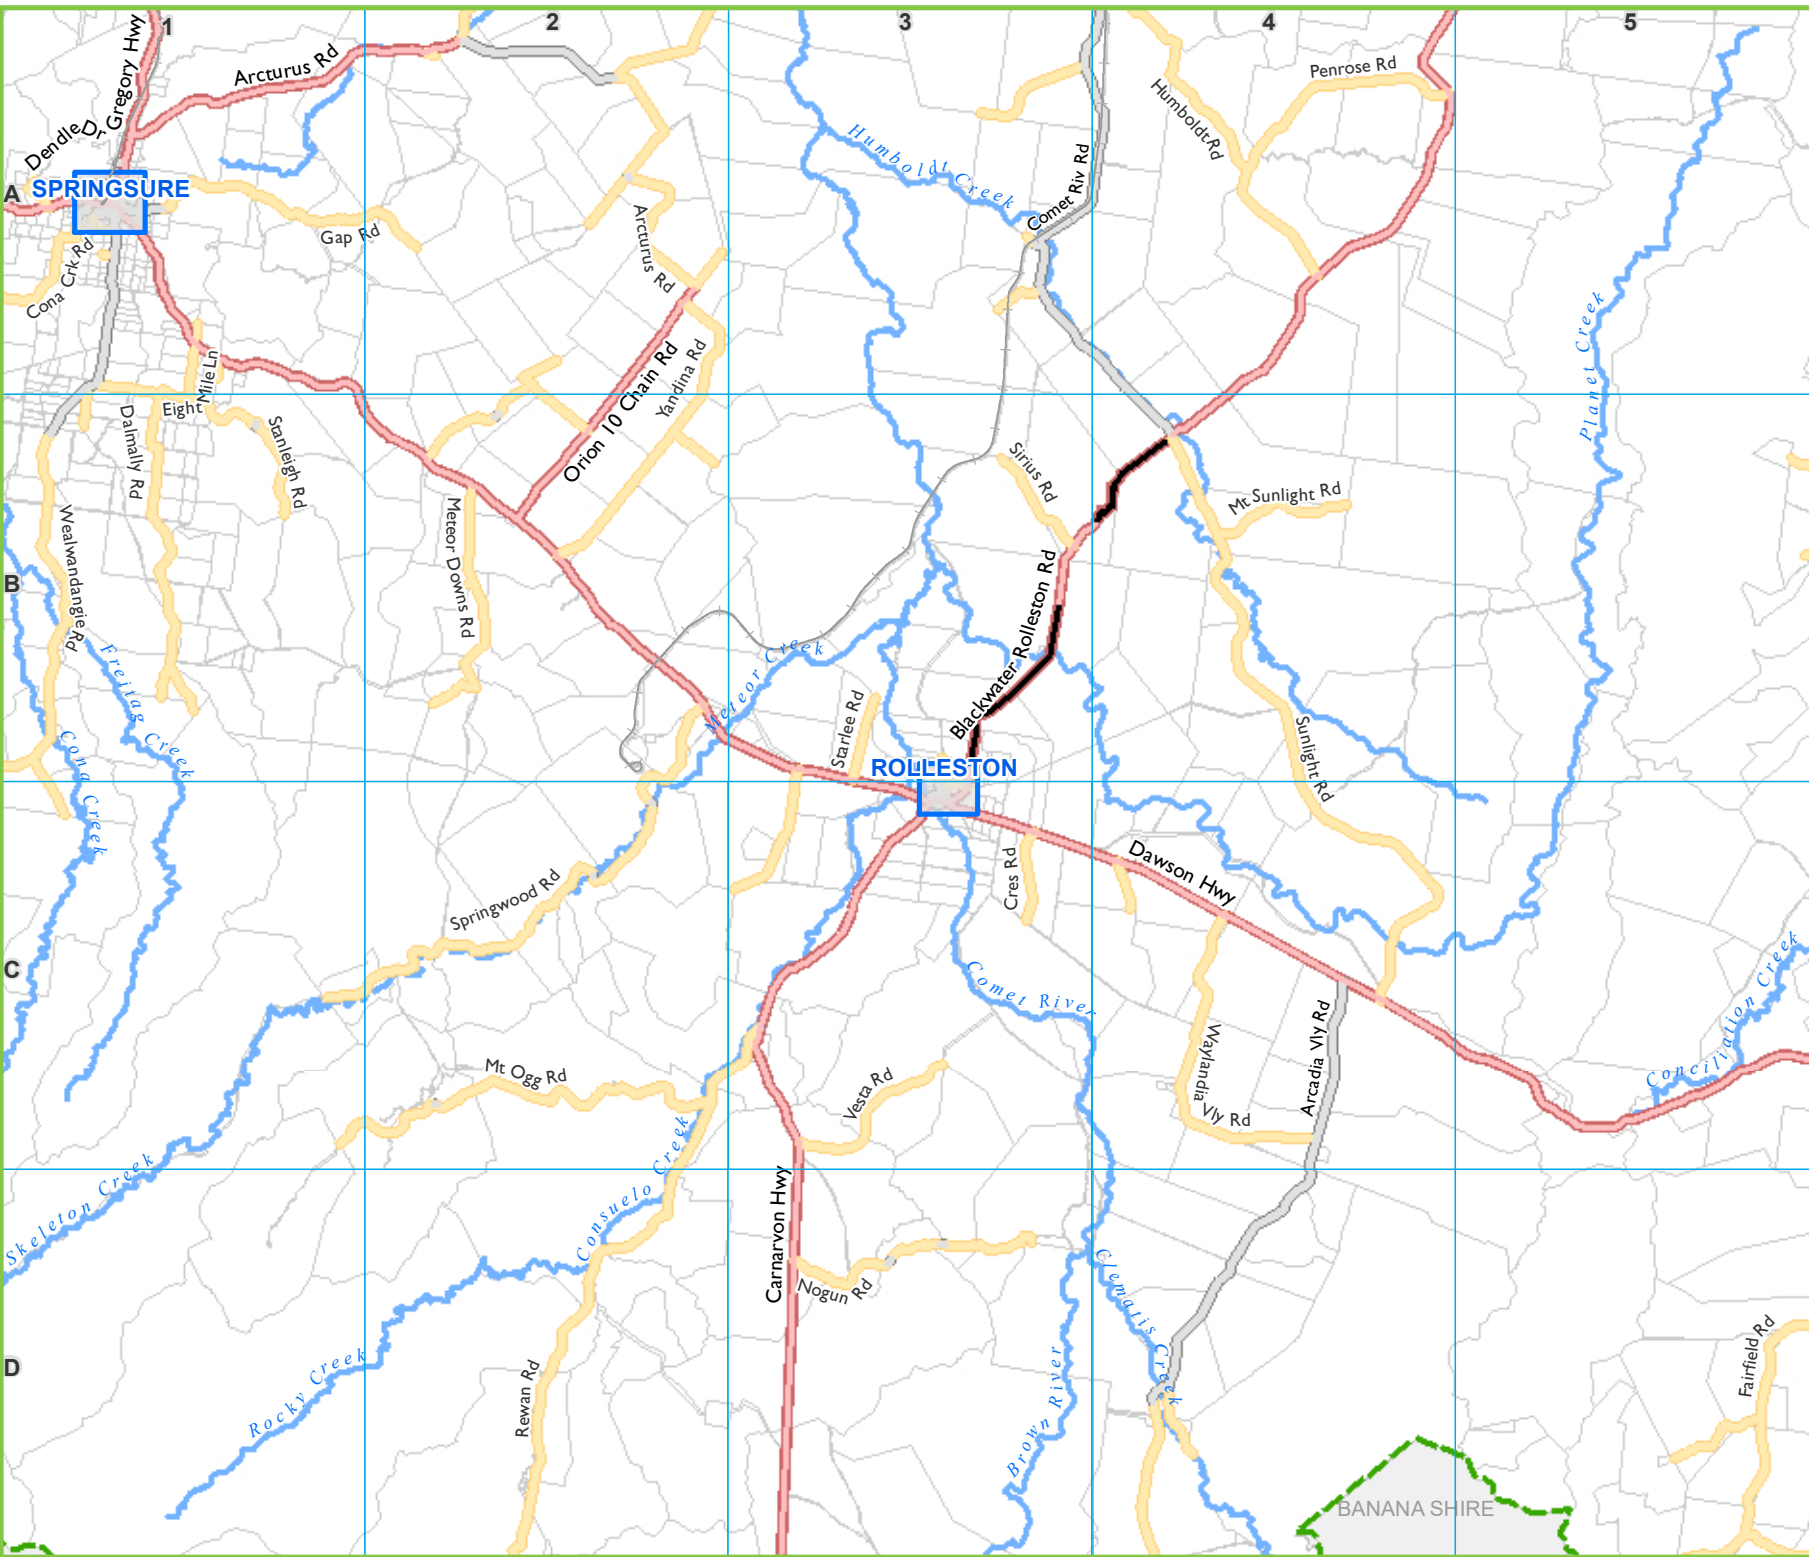 1
2
3
4
5
A
B
C
D
Dr Gregory Hwy
Arcturus Rd
Dendle
SPRINGSURE
Cona Crk Rd
Gap Rd
Arcturus Rd
Humboldt Creek
Comet Riv Rd
Humboldt Rd
Penrose Rd
Planet Creek
Mile Ln
Eight
Dalmally Rd
Stanleigh Rd
Orion 10 Chain Rd
Yandina Rd
Sirius Rd
Mt Sunlight Rd
Wealwandangie Rd
Meteor Downs Rd
Freitag Creek
Cona Creek
Meteor Creek
Starlee Rd
Blackwater Rolleston Rd
ROLLESTON
Sunlight Rd
Springwood Rd
Cres Rd
Dawson Hwy
Comet River
Waylandia
Vly Rd
Arcadia Vly Rd
Conciliation Creek
Mt Ogg Rd
Vesta Rd
Skeleton Creek
Consuelo Creek
Carnarvon Hwy
Nogun Rd
Clematis Creek
Rocky Creek
Rewan Rd
Brown River
Fairfield Rd
BANANA SHIRE